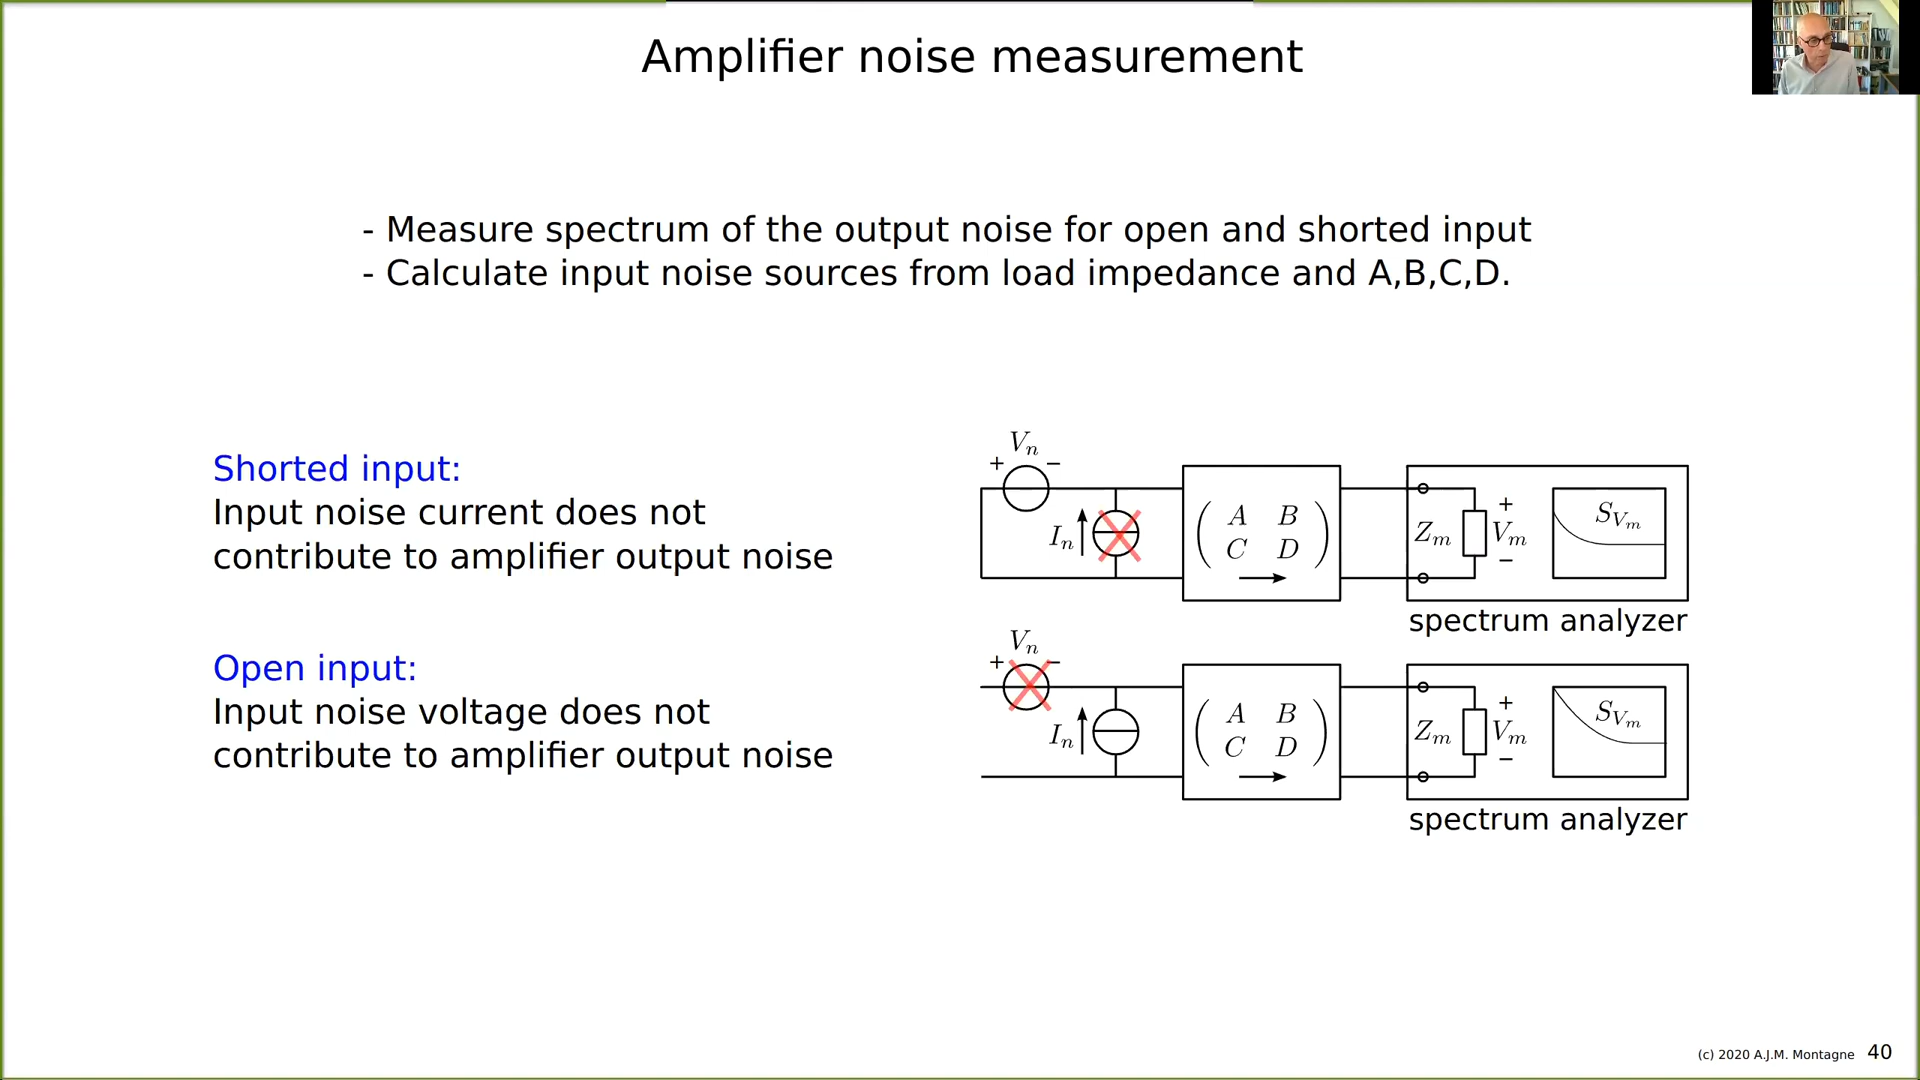 Amplifier noise measurement
- Measure spectrum of the output noise for open and shorted input
- Calculate input noise sources from load impedance and A,B,C,D.
Shorted input:
Input noise current does not
contribute to amplifier output noise
Vn
+ −
In
A B
C D
Zm
+
Vm
−
SVm
spectrum analyzer
Open input:
Input noise voltage does not
contribute to amplifier output noise
Vn
+ −
In
A B
C D
Zm
+
Vm
−
SVm
spectrum analyzer
(c) 2020 A.J.M. Montagne 40